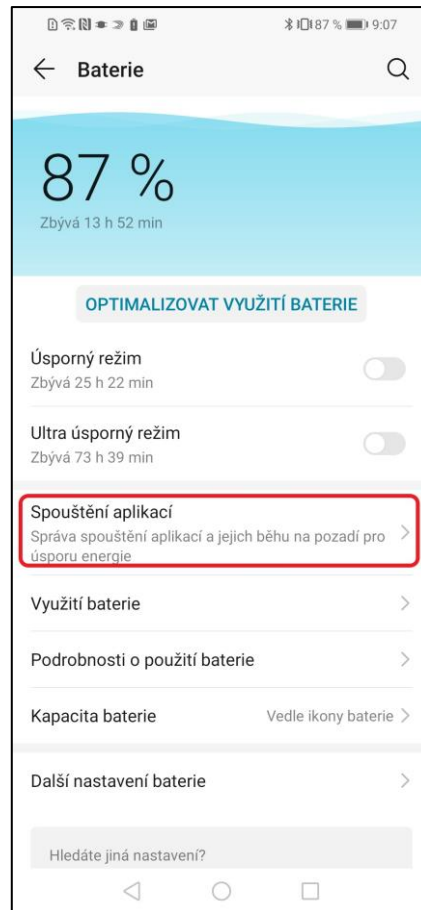 87 % 9:07
Baterie
87 %
Zbývá 13 h 52 min
OPTIMALIZOVAT VYUŽITÍ BATERIE
Úsporný režim
Zbývá 25 h 22 min
Ultra úsporný režim
Zbývá 73 h 39 min
Spouštění aplikací
Správa spouštění aplikací a jejich běhu na pozadí pro
úsporu energie
Využití baterie
Podrobnosti o použití baterie
Kapacita baterie Vedle ikony baterie
Další nastavení baterie
Hledáte jiná nastavení?